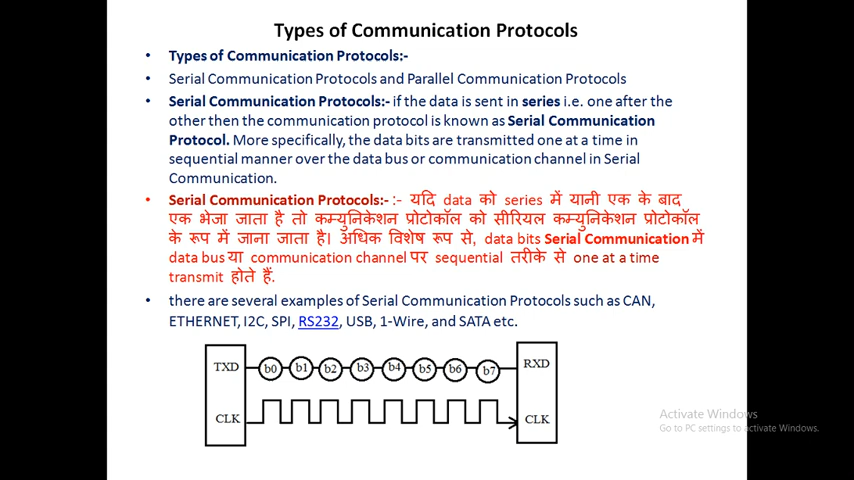 Types of Communication Protocols
• Types of Communication Protocols:-
• Serial Communication Protocols and Parallel Communication Protocols
• Serial Communication Protocols:- if the data is sent in series i.e. one after the
other then the communication protocol is known as Serial Communication
Protocol. More specifically, the data bits are transmitted one at a time in
sequential manner over the data bus or communication channel in Serial
Communication.
• Serial Communication Protocols:- :- यदि data को series में यानी एक के बाद
एक भेजा जाता है तो कम्युनिकेशन प्रोटोकॉल को सीरियल कम्युनिकेशन प्रोटोकॉल
के रूप में जाना जाता है। अधिक विशेष रूप से, data bits Serial Communication में
data bus या communication channel पर sequential तरीके से one at a time
transmit होते हैं.
• there are several examples of Serial Communication Protocols such as CAN,
ETHERNET, I2C, SPI, RS232, USB, 1-Wire, and SATA etc.
TXD b0 b1 b2 b3 b4 b5 b6 b7 RXD
CLK CLK
Activate Windows
Go to PC settings to activate Windows.